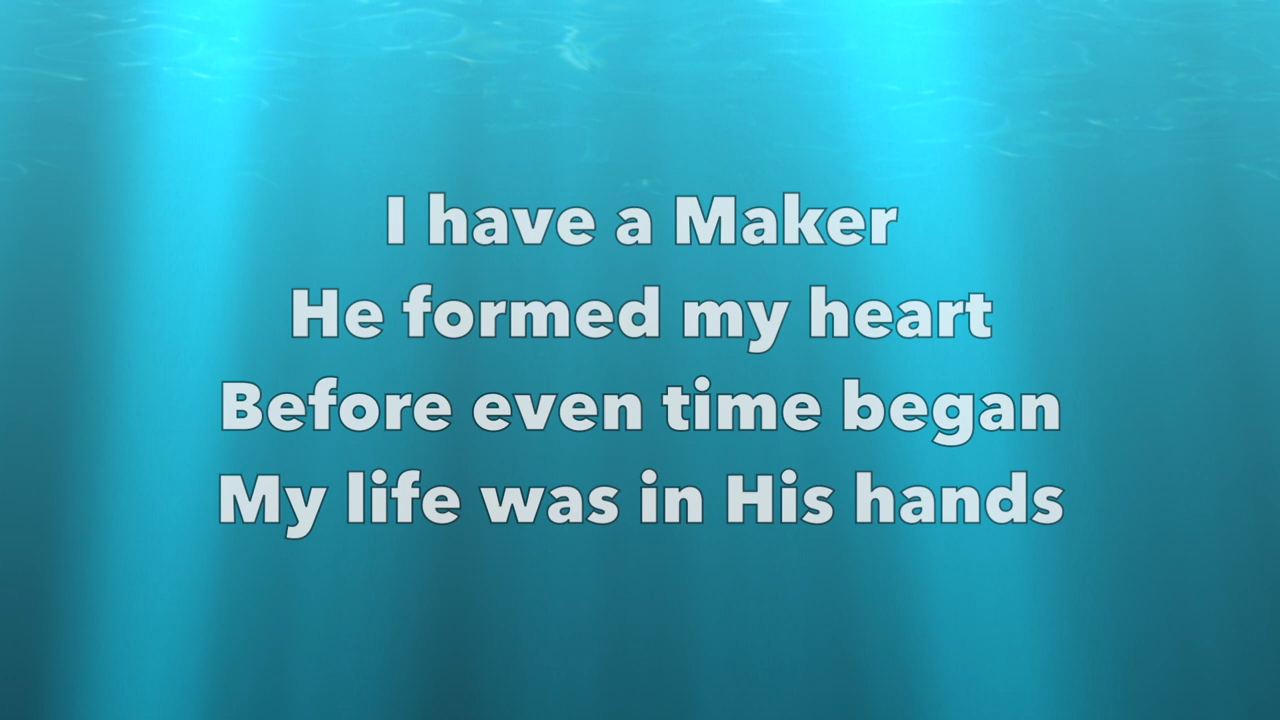 I have a Maker
He formed my heart
Before even time began
My life was in His hands